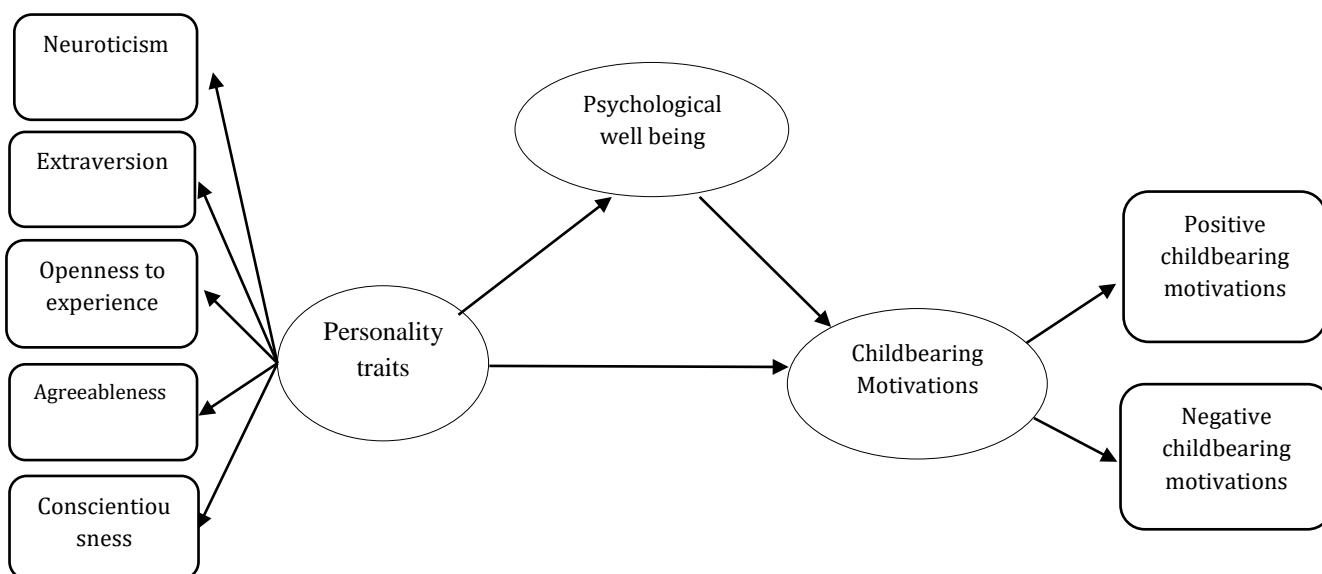 Neuroticism
Extraversion
Openness to
experience
Agreeableness
Conscientiou
sness
Personality
traits
Psychological
well being
Childbearing
Motivations
Positive
childbearing
motivations
Negative
childbearing
motivations